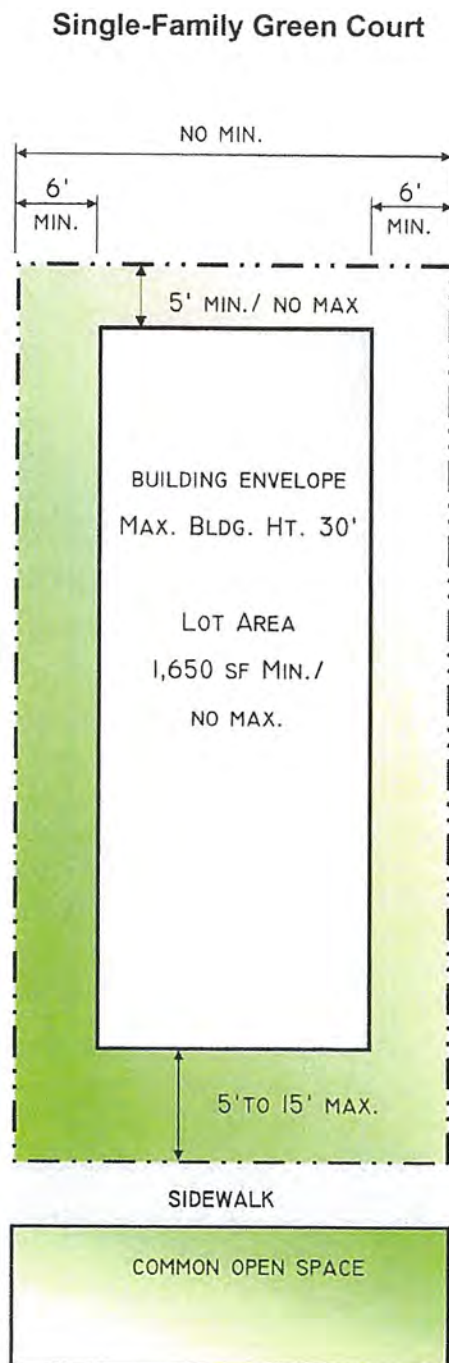 Single-Family Green Court
NO MIN.
6' 6'
MIN. MIN.
5' MIN./ NO MAX
BUILDING ENVELOPE
MAX. BLDG. HT. 30'
LOT AREA
1,650 SF MIN./
NO MAX.
5'TO 15' MAX.
SIDEWALK
COMMON OPEN SPACE